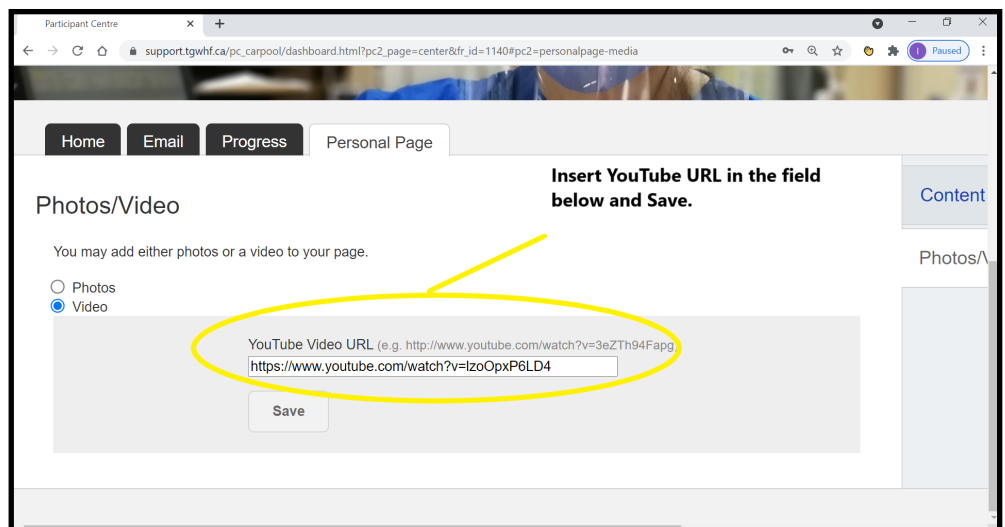 Participant Centre
support.tgwhf.ca/pc_carpool/dashboard.html?pc2_page=center&fr_id=1140#pc2=personalpage-media
I Paused
Home Email Progress Personal Page
Insert YouTube URL in the field
below and Save.
Photos/Video
Content
You may add either photos or a video to your page.
Photos/V
Photos
Video
YouTube Video URL (e.g. http://www.youtube.com/watch?v=3eZTh94Fapg)
https://www.youtube.com/watch?v=lzoOpxP6LD4
Save